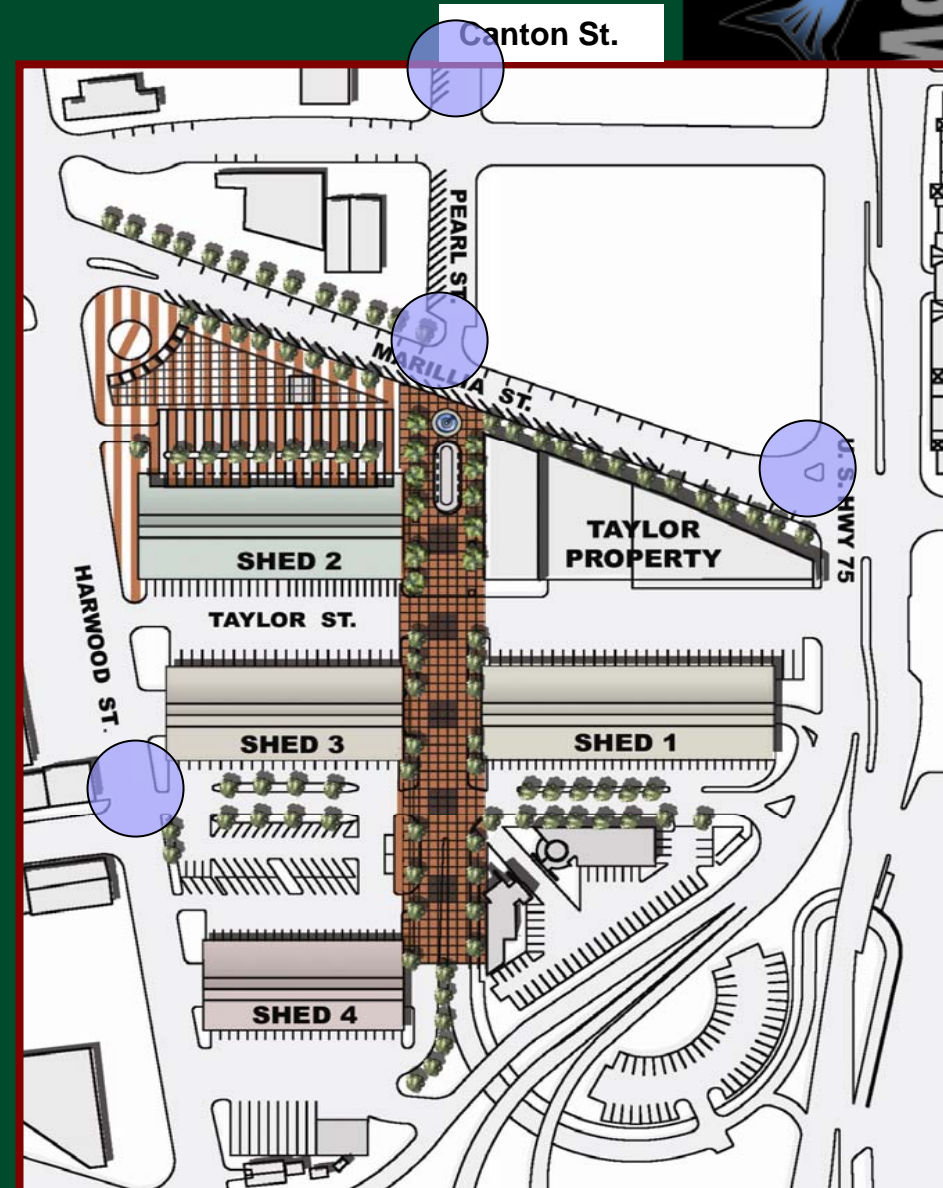 Canton St.
PEARL ST.
MARILLIA ST.
U. S. HWY 75
TAYLOR
PROPERTY
SHED 2
TAYLOR ST.
HARWOOD ST.
SHED 3
SHED 1
SHED 4